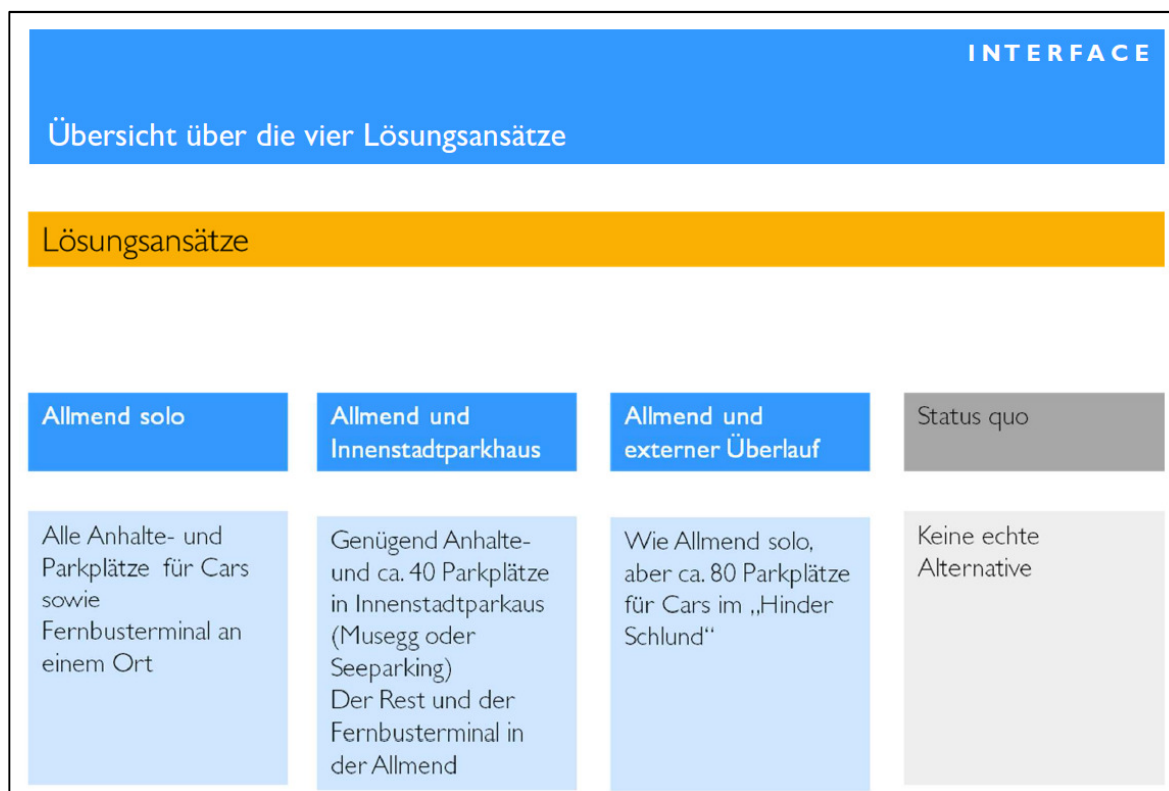 INTERFACE
Übersicht über die vier Lösungsansätze
Lösungsansätze
Allmend solo
Alle Anhalte- und
Parkplätze für Cars
sowie
Fernbusterminal an
einem Ort
Allmend und
Innenstadtparkhaus
Genügend Anhalte-
und ca. 40 Parkplätze
in Innenstadtparkaus
(Musegg oder
Seeparking)
Der Rest und der
Fernbusterminal in
der Allmend
Allmend und
externer Überlauf
Wie Allmend solo,
aber ca. 80 Parkplätze
für Cars im „Hinder
Schlund“
Status quo
Keine echte
Alternative